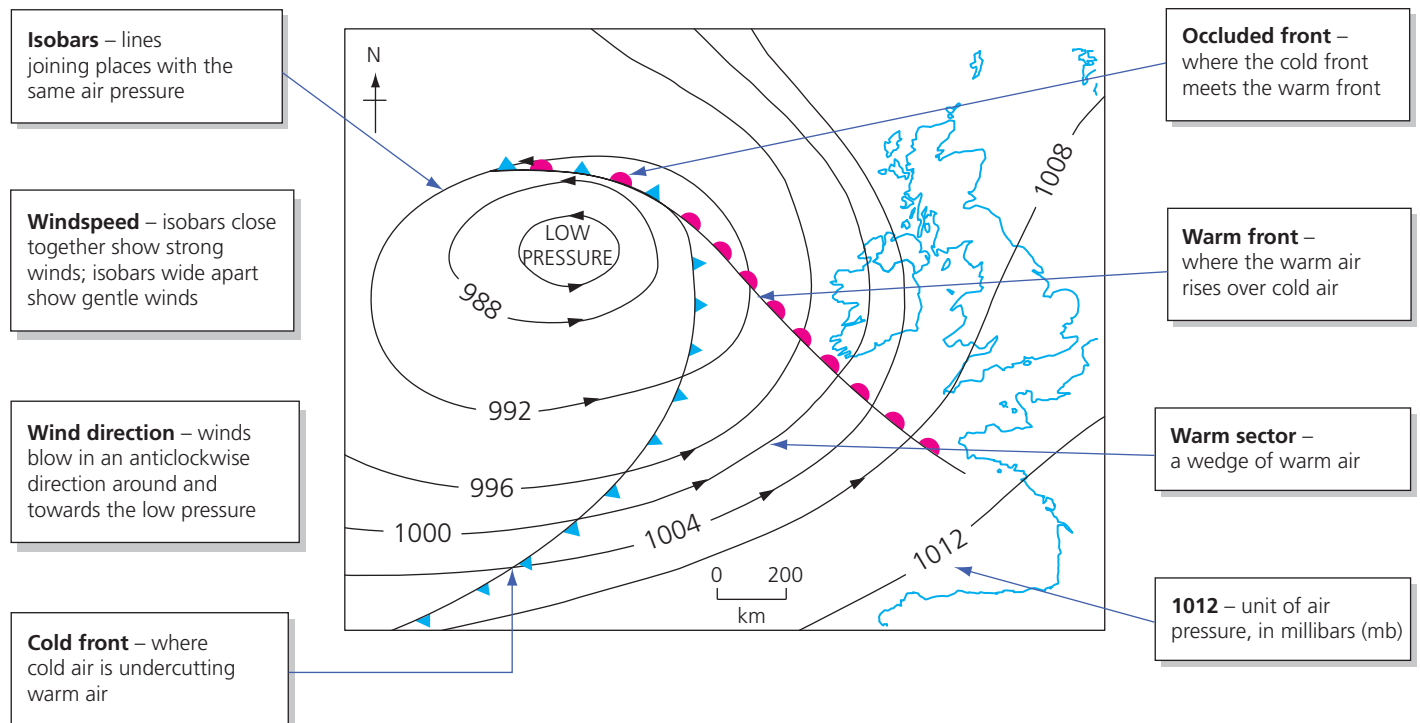 Isobars – lines
joining places with the
same air pressure
Windspeed – isobars close
together show strong
winds; isobars wide apart
show gentle winds
Wind direction – winds
blow in an anticlockwise
direction around and
towards the low pressure
Cold front – where
cold air is undercutting
warm air
N
LOW
PRESSURE
988
992
996
1000
1004
1008
1012
0 200
km
Occluded front –
where the cold front
meets the warm front
Warm front –
where the warm air
rises over cold air
Warm sector –
a wedge of warm air
1012 – unit of air
pressure, in millibars (mb)